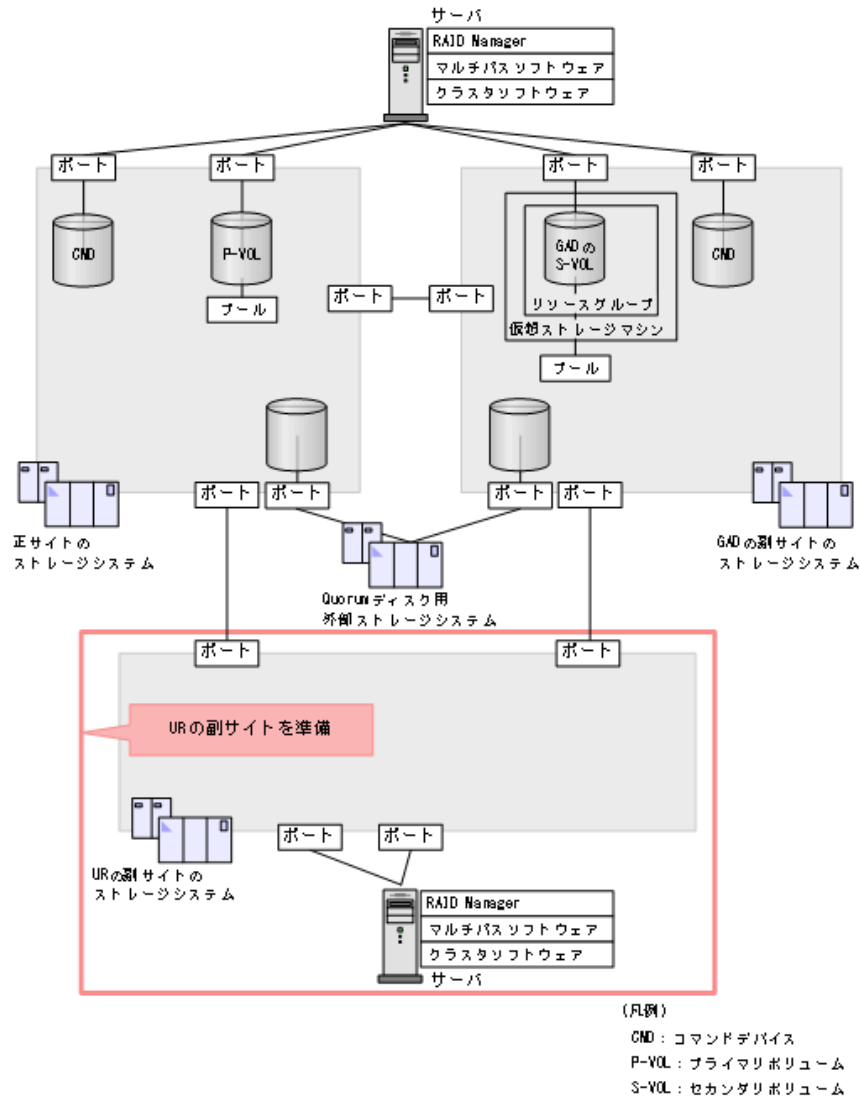 サーバ
RAID Manager
マルチパスソフトウェア
クラスタソフトウェア
ポート
ポート
ポート
ポート
CMD
P-VOL
GADの
S-VOL
CMD
プール
リソースグループ
仮想ストレージマシン
プール
ポート
ポート
ポート
ポート
ポート
ポート
正サイトの
ストレージシステム
GADの副サイトの
ストレージシステム
Quorumディスク用
外部ストレージシステム
ポート
ポート
URの副サイトを準備
ポート
ポート
URの副サイトの
ストレージシステム
RAID Manager
マルチパスソフトウェア
クラスタソフトウェア
サーバ
(凡例)
CMD：コマンドデバイス
P-VOL：プライマリボリューム
S-VOL：セカンダリボリューム